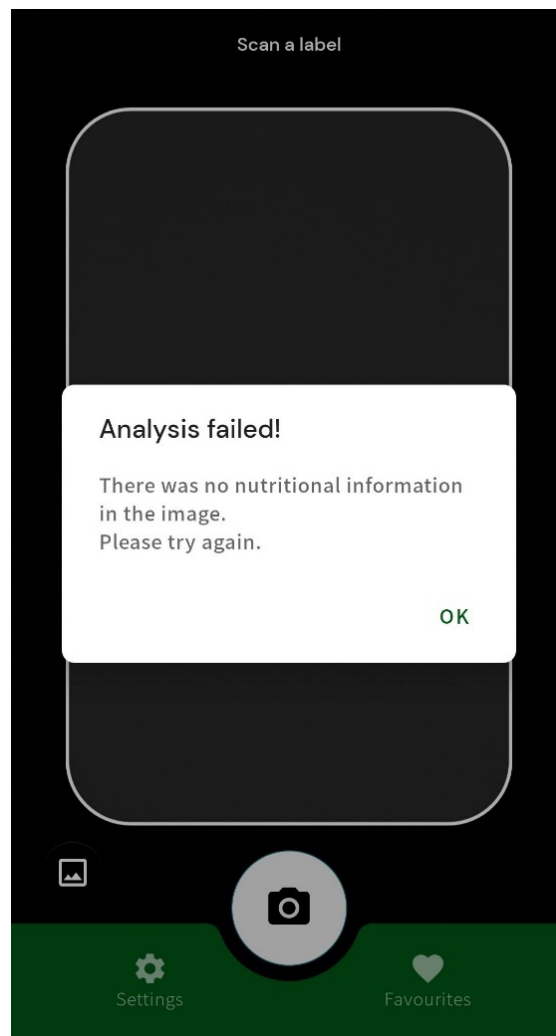 Scan a label
Analysis failed!
There was no nutritional information
in the image.
Please try again.
OK
Settings
Favourites